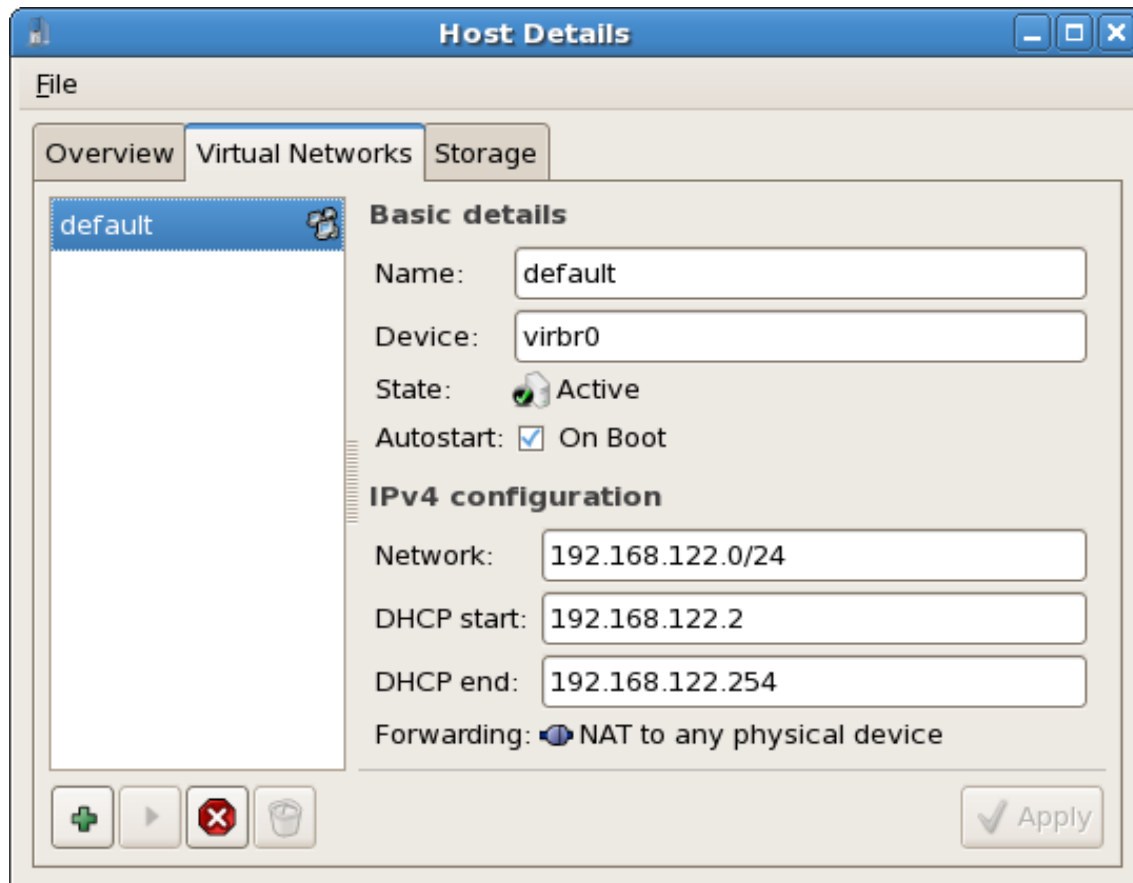 Host Details
File
Overview Virtual Networks Storage
default
Basic details
Name: default
Device: virbr0
State: Active
Autostart: On Boot
IPv4 configuration
Network: 192.168.122.0/24
DHCP start: 192.168.122.2
DHCP end: 192.168.122.254
Forwarding: NAT to any physical device
Apply